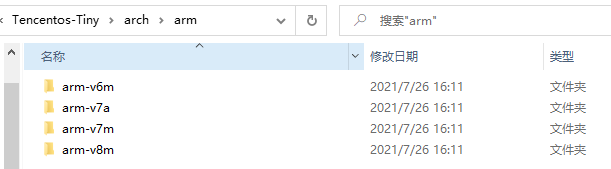 Tencentos-Tiny › arch › arm
搜索"arm"
名称 修改日期 类型
arm-v6m 2021/7/26 16:11 文件夹
arm-v7a 2021/7/26 16:11 文件夹
arm-v7m 2021/7/26 16:11 文件夹
arm-v8m 2021/7/26 16:11 文件夹